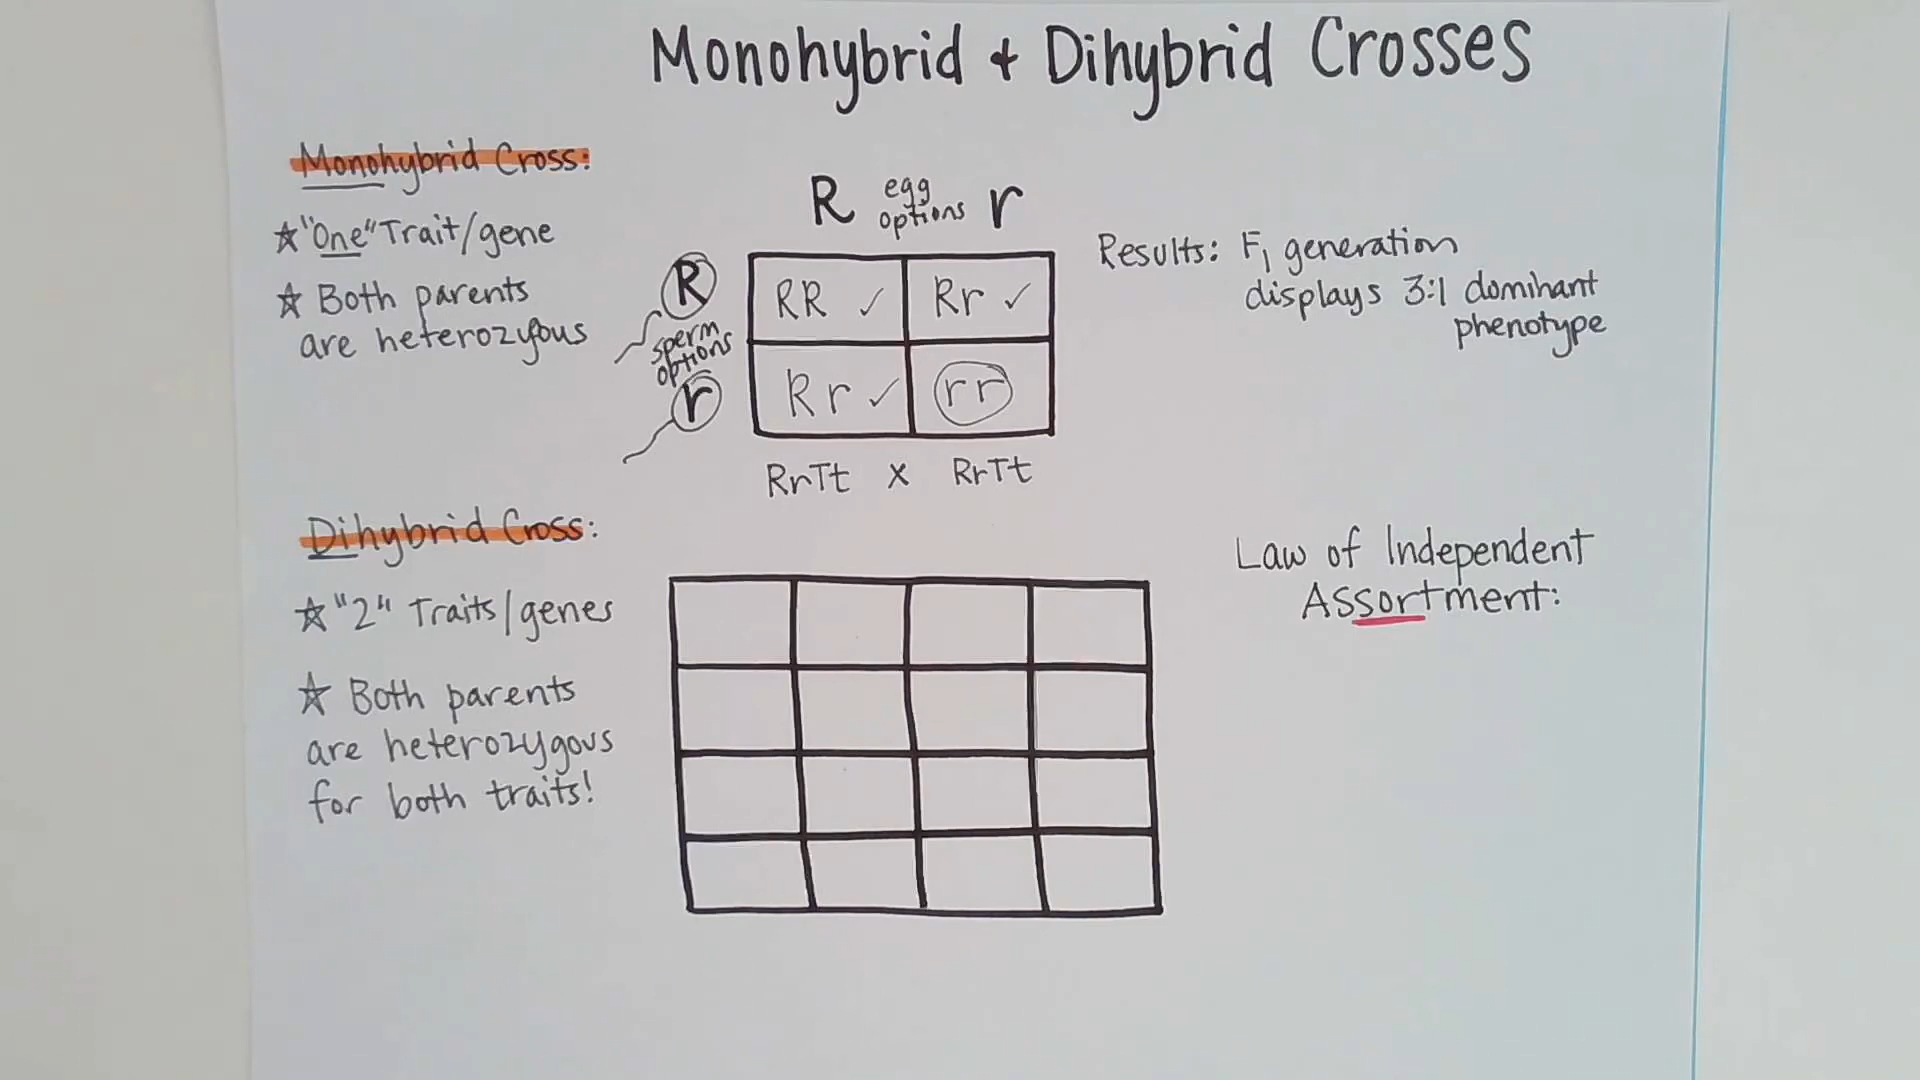 Monohybrid + Dihybrid Crosses
Monohybrid Cross:
☆ "One" Trait/gene
☆ Both parents
are heterozyous
R egg options r
R
sperm
options
r
RR ✓ Rr ✓
Rr ✓ rr
RrTt x RrTt
Results: F₁ generation
displays 3:1 dominant
phenotype
Dihybrid Cross:
☆ "2" Traits/genes
☆ Both parents
are heterozygous
for both traits!
Law of Independent
Assortment: